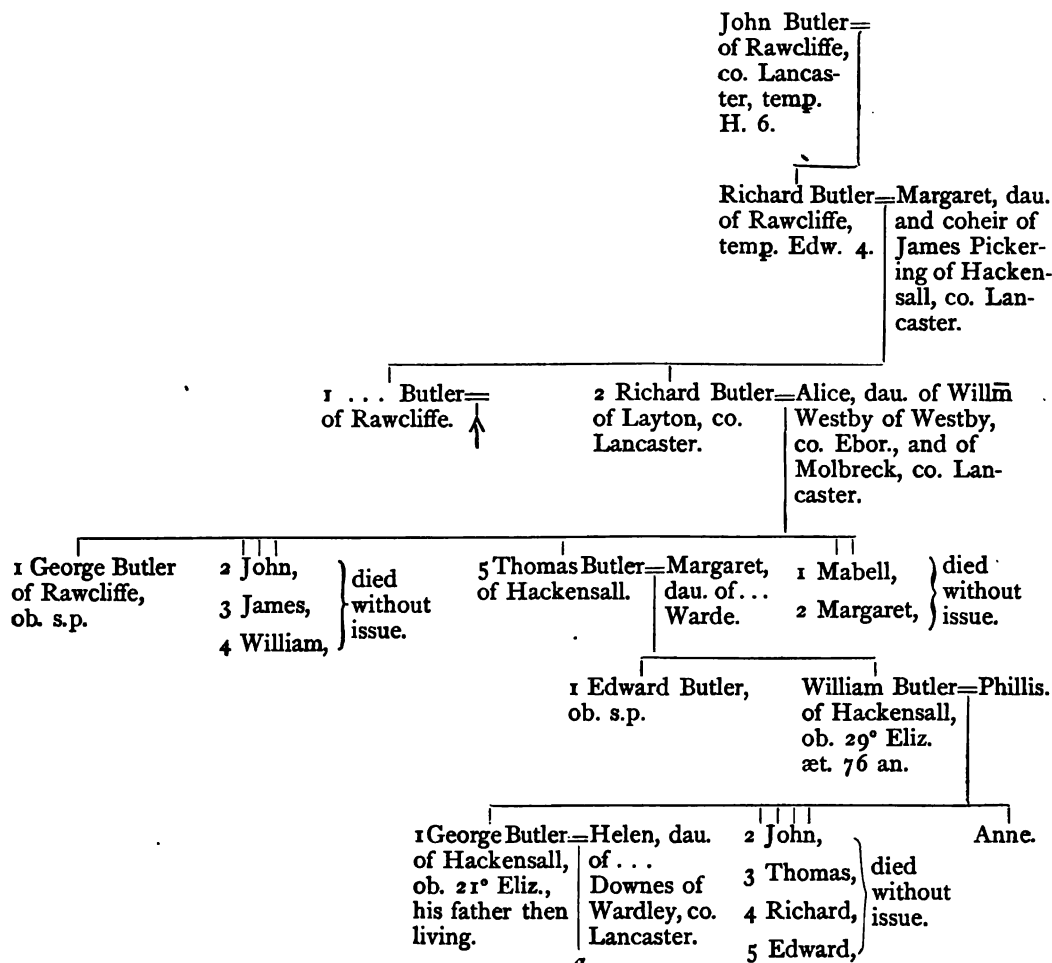 John Butler=
of Rawcliffe,
co. Lancas-
ter, temp.
H. 6.
Richard Butler=Margaret, dau.
of Rawcliffe, and coheir of
temp. Edw. 4. James Picker-
ing of Hacken-
sall, co. Lan-
caster.
1 ... Butler=
of Rawcliffe.
2 Richard Butler=Alice, dau. of Willm̅
of Layton, co. Westby of Westby,
Lancaster. co. Ebor., and of
Molbreck, co. Lan-
caster.
1 George Butler
of Rawcliffe,
ob. s.p.
2 John,
3 James,
4 William,
died
without
issue.
5 Thomas Butler=Margaret,
of Hackensall. dau. of ...
Warde.
1 Mabell,
2 Margaret,
died
without
issue.
1 Edward Butler,
ob. s.p.
William Butler=Phillis.
of Hackensall,
ob. 29° Eliz.
æt. 76 an.
1 George Butler=Helen, dau.
of Hackensall, of ...
ob. 21° Eliz., Downes of
his father then Wardley, co.
living. Lancaster.
2 John,
3 Thomas,
4 Richard,
5 Edward,
died
without
issue.
Anne.